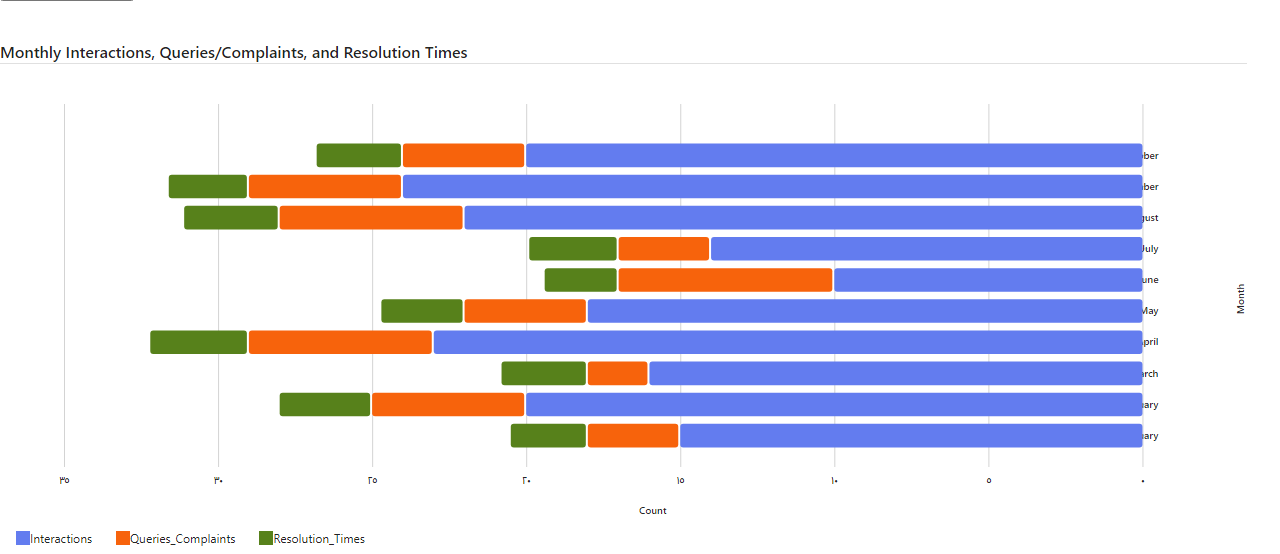 Monthly Interactions, Queries/Complaints, and Resolution Times
ber
ber
gust
July
une
May
pril
rch
ary
ary
Month
٣٥ ٣٠ ٢٥ ٢٠ ١٥ ١٠ ٥ ٠
Count
Interactions Queries_Complaints Resolution_Times